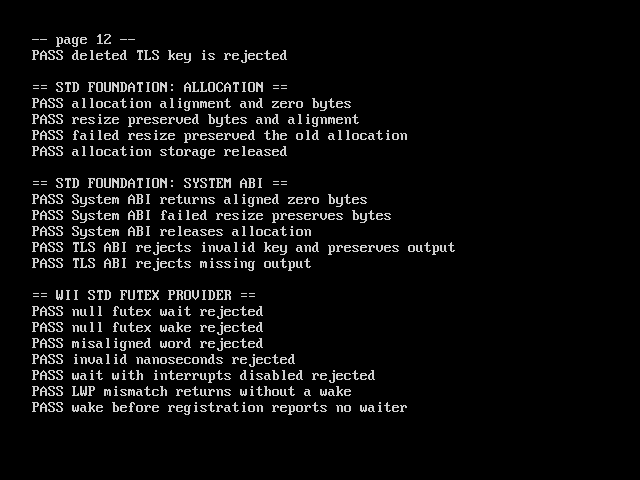 -- page 12 --
PASS deleted TLS key is rejected
== STD FOUNDATION: ALLOCATION ==
PASS allocation alignment and zero bytes
PASS resize preserved bytes and alignment
PASS failed resize preserved the old allocation
PASS allocation storage released
== STD FOUNDATION: SYSTEM ABI ==
PASS System ABI returns aligned zero bytes
PASS System ABI failed resize preserves bytes
PASS System ABI releases allocation
PASS TLS ABI rejects invalid key and preserves output
PASS TLS ABI rejects missing output
== WII STD FUTEX PROVIDER ==
PASS null futex wait rejected
PASS null futex wake rejected
PASS misaligned word rejected
PASS invalid nanoseconds rejected
PASS wait with interrupts disabled rejected
PASS LWP mismatch returns without a wake
PASS wake before registration reports no waiter